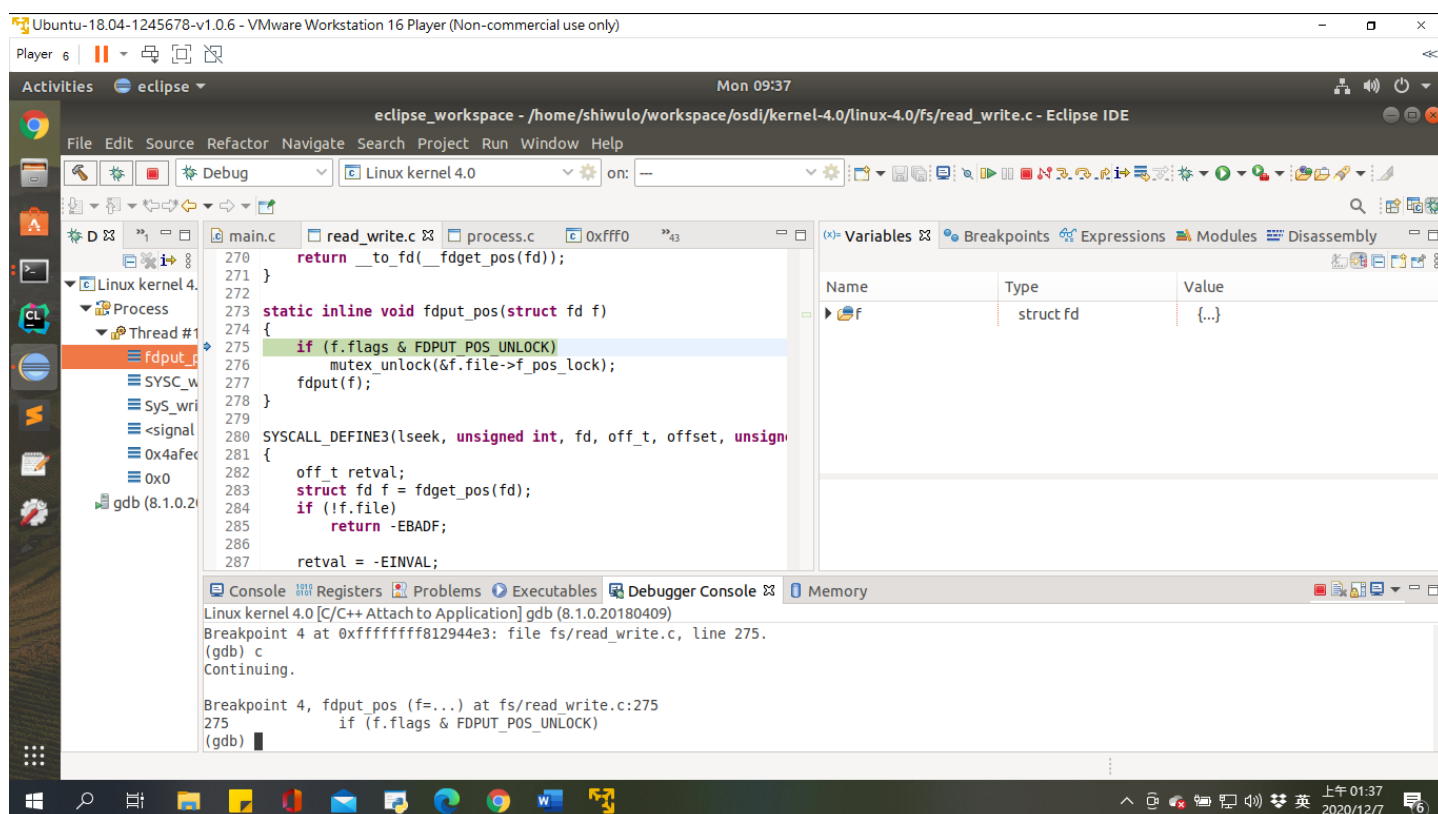 Ubuntu-18.04-1245678-v1.0.6 - VMware Workstation 16 Player (Non-commercial use only)
Player 6
Activities eclipse Mon 09:37
eclipse_workspace - /home/shiwulo/workspace/osdi/kernel-4.0/linux-4.0/fs/read_write.c - Eclipse IDE
File Edit Source Refactor Navigate Search Project Run Window Help
Debug Linux kernel 4.0 on: ---
D »1 main.c read_write.c process.c 0xfff0 »43 (x)= Variables Breakpoints Expressions Modules Disassembly
Linux kernel 4.
Process
Thread #1
fdput_p
SYSC_w
SyS_wri
<signal
0x4afec
0x0
gdb (8.1.0.20
270 return __to_fd(__fdget_pos(fd));
271 }
272
273 static inline void fdput_pos(struct fd f)
274 {
275 if (f.flags & FDPUT_POS_UNLOCK)
276 mutex_unlock(&f.file->f_pos_lock);
277 fdput(f);
278 }
279
280 SYSCALL_DEFINE3(lseek, unsigned int, fd, off_t, offset, unsign
281 {
282 off_t retval;
283 struct fd f = fdget_pos(fd);
284 if (!f.file)
285 return -EBADF;
286
287 retval = -EINVAL;
Name Type Value
f struct fd {...}
Console Registers Problems Executables Debugger Console Memory
Linux kernel 4.0 [C/C++ Attach to Application] gdb (8.1.0.20180409)
Breakpoint 4 at 0xffffffff812944e3: file fs/read_write.c, line 275.
(gdb) c
Continuing.
Breakpoint 4, fdput_pos (f=...) at fs/read_write.c:275
275 if (f.flags & FDPUT_POS_UNLOCK)
(gdb)
英 上午 01:37
2020/12/7
6